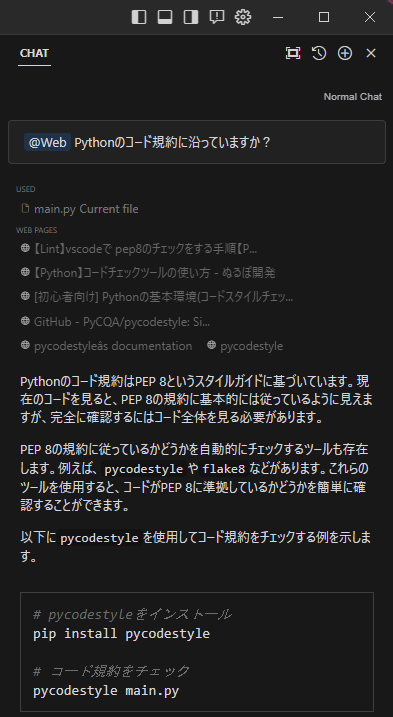 CHAT
Normal Chat
@Web Pythonのコード規約に沿っていますか？
USED
main.py Current file
WEB PAGES
【Lint】vscodeで pep8のチェックをする手順【P...
【Python】コードチェックツールの使い方 - ぬるぽ開発
[初心者向け] Pythonの基本環境(コードスタイルチェッ...
GitHub - PyCQA/pycodestyle: Si...
pycodestyleâs documentation pycodestyle
Pythonのコード規約はPEP 8というスタイルガイドに基づいています。現
在のコードを見ると、PEP 8の規約に基本的には従っているように見えま
すが、完全に確認するにはコード全体を見る必要があります。
PEP 8の規約に従っているかどうかを自動的にチェックするツールも存在
します。例えば、pycodestyle や flake8 などがあります。これらの
ツールを使用すると、コードがPEP 8に準拠しているかどうかを簡単に確
認することができます。
以下に pycodestyle を使用してコード規約をチェックする例を示しま
す。
# pycodestyleをインストール
pip install pycodestyle
# コード規約をチェック
pycodestyle main.py